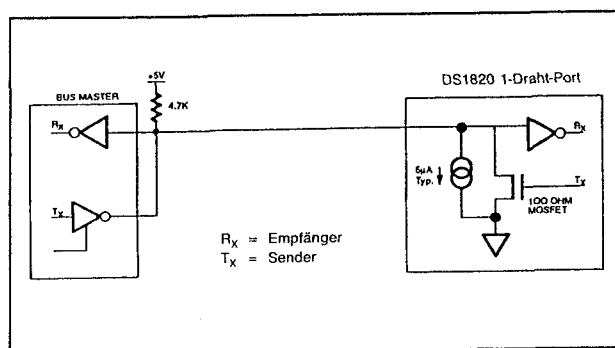 DS1820 1-Draht-Port
+5V
BUS MASTER
4.7K
RX
RX
5µA
Typ.
TX
TX
100 OHM
MOSFET
RX = Empfänger
TX = Sender